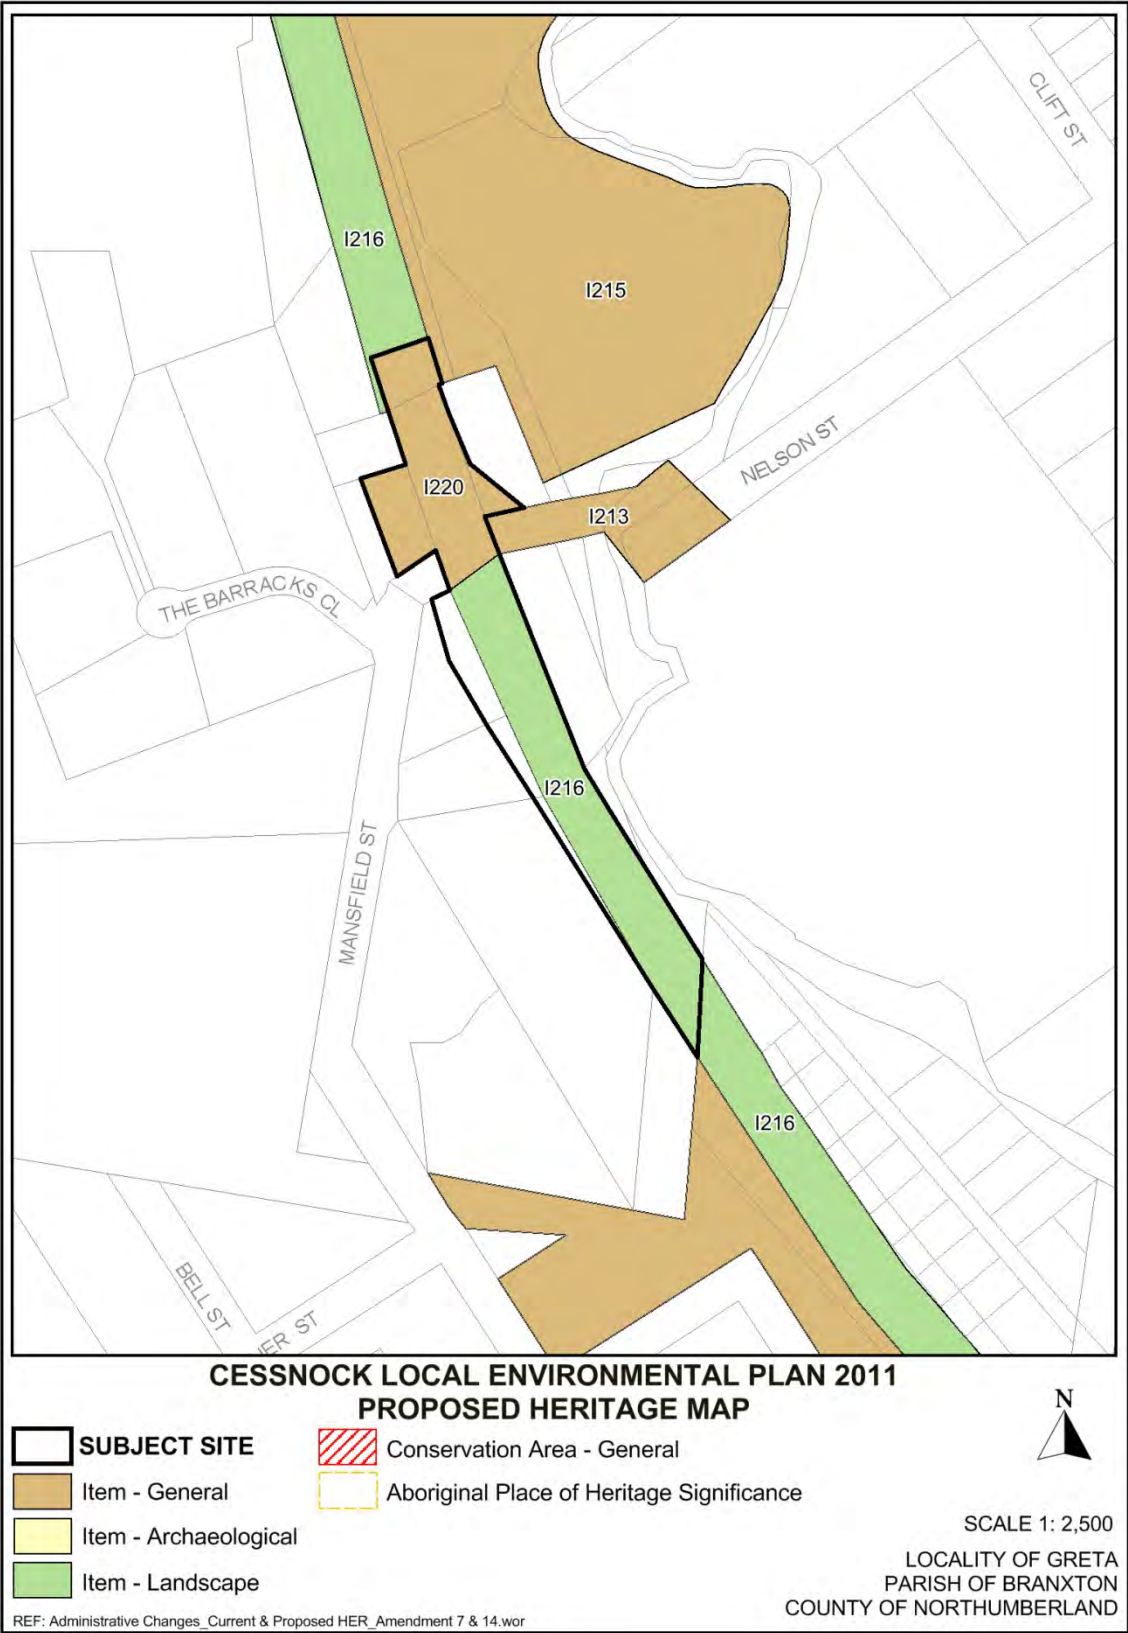 CLIFT ST
I216
I215
NELSON ST
I220
I213
THE BARRACKS CL
I216
MANSFIELD ST
I216
BELL ST
IER ST
CESSNOCK LOCAL ENVIRONMENTAL PLAN 2011
PROPOSED HERITAGE MAP
N
SUBJECT SITE
Conservation Area - General
Item - General
Aboriginal Place of Heritage Significance
Item - Archaeological
SCALE 1: 2,500
Item - Landscape
LOCALITY OF GRETA
PARISH OF BRANXTON
COUNTY OF NORTHUMBERLAND
REF: Administrative Changes_Current & Proposed HER_Amendment 7 & 14.wor